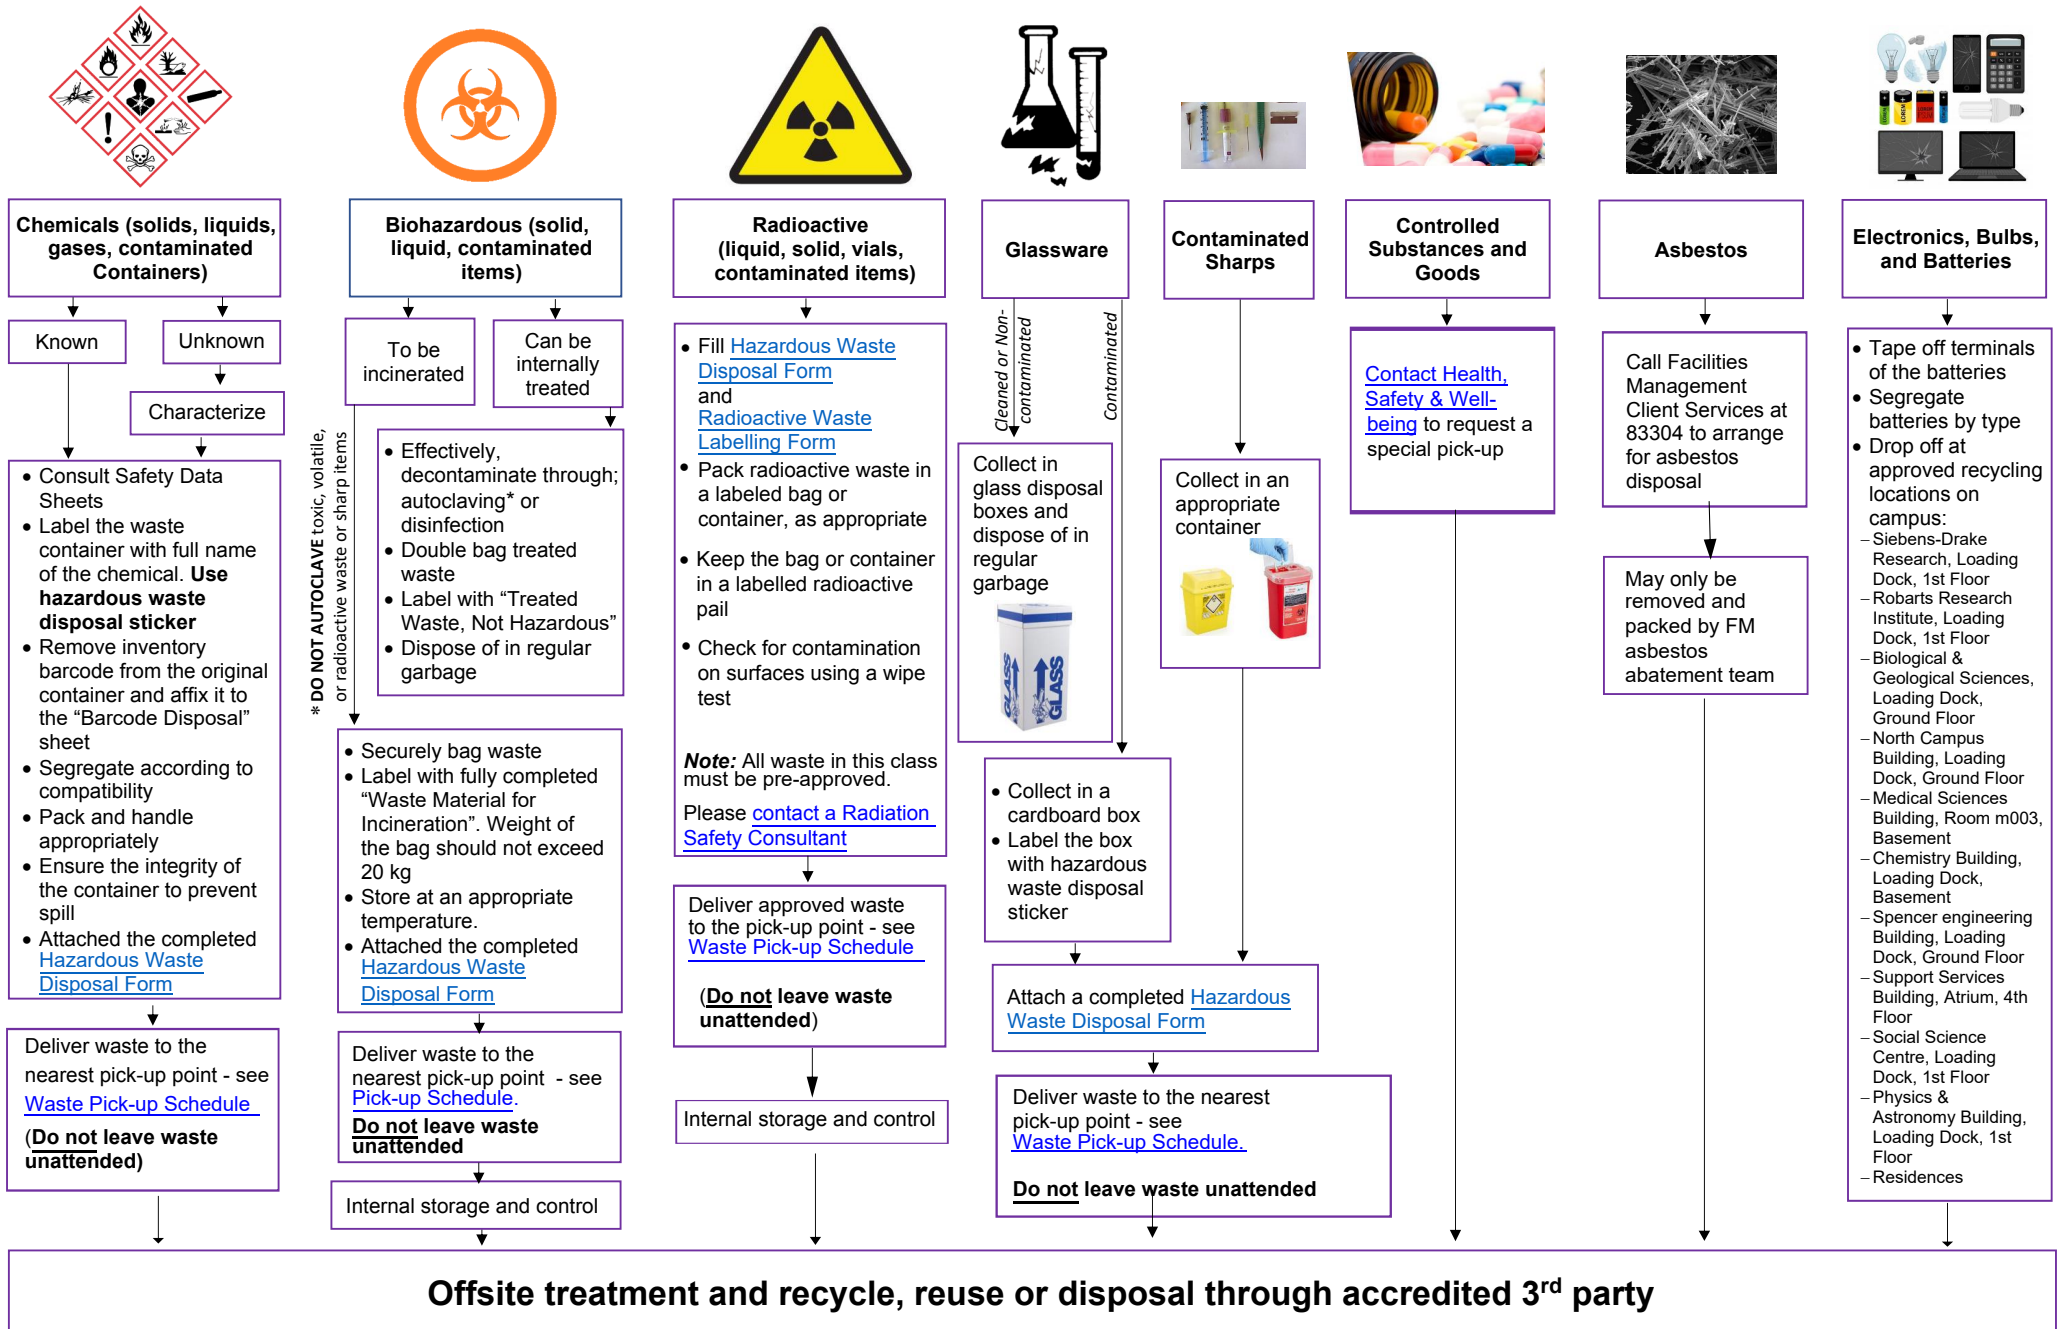 Chemicals (solids, liquids,
gases, contaminated
Containers)
Known
Unknown
Characterize
• Consult Safety Data
Sheets
• Label the waste
container with full name
of the chemical. Use
hazardous waste
disposal sticker
• Remove inventory
barcode from the original
container and affix it to
the “Barcode Disposal”
sheet
• Segregate according to
compatibility
• Pack and handle
appropriately
• Ensure the integrity of
the container to prevent
spill
• Attached the completed
Hazardous Waste
Disposal Form
Deliver waste to the
nearest pick-up point - see
Waste Pick-up Schedule
(Do not leave waste
unattended)
Biohazardous (solid,
liquid, contaminated
items)
To be
incinerated
Can be
internally
treated
* DO NOT AUTOCLAVE toxic, volatile,
or radioactive waste or sharp items
• Effectively,
decontaminate through;
autoclaving* or
disinfection
• Double bag treated
waste
• Label with “Treated
Waste, Not Hazardous”
• Dispose of in regular
garbage
• Securely bag waste
• Label with fully completed
“Waste Material for
Incineration”. Weight of
the bag should not exceed
20 kg
• Store at an appropriate
temperature.
• Attached the completed
Hazardous Waste
Disposal Form
Deliver waste to the
nearest pick-up point - see
Pick-up Schedule.
Do not leave waste
unattended
Internal storage and control
Radioactive
(liquid, solid, vials,
contaminated items)
• Fill Hazardous Waste
Disposal Form
and
Radioactive Waste
Labelling Form
• Pack radioactive waste in
a labeled bag or
container, as appropriate
• Keep the bag or container
in a labelled radioactive
pail
• Check for contamination
on surfaces using a wipe
test
Note: All waste in this class
must be pre-approved.
Please contact a Radiation
Safety Consultant
Deliver approved waste
to the pick-up point - see
Waste Pick-up Schedule
(Do not leave waste
unattended)
Internal storage and control
Glassware
Cleaned or Non-
contaminated
Contaminated
Collect in
glass disposal
boxes and
dispose of in
regular
garbage
GLASS
• Collect in a
cardboard box
• Label the box
with hazardous
waste disposal
sticker
Contaminated
Sharps
Collect in an
appropriate
container
Attach a completed Hazardous
Waste Disposal Form
Deliver waste to the nearest
pick-up point - see
Waste Pick-up Schedule.
Do not leave waste unattended
Controlled
Substances and
Goods
Contact Health,
Safety & Well-
being to request a
special pick-up
Asbestos
Call Facilities
Management
Client Services at
83304 to arrange
for asbestos
disposal
May only be
removed and
packed by FM
asbestos
abatement team
Electronics, Bulbs,
and Batteries
• Tape off terminals
of the batteries
• Segregate
batteries by type
• Drop off at
approved recycling
locations on
campus:
– Siebens-Drake
Research, Loading
Dock, 1st Floor
– Robarts Research
Institute, Loading
Dock, 1st Floor
– Biological &
Geological Sciences,
Loading Dock,
Ground Floor
– North Campus
Building, Loading
Dock, Ground Floor
– Medical Sciences
Building, Room m003,
Basement
– Chemistry Building,
Loading Dock,
Basement
– Spencer engineering
Building, Loading
Dock, Ground Floor
– Support Services
Building, Atrium, 4th
Floor
– Social Science
Centre, Loading
Dock, 1st Floor
– Physics &
Astronomy Building,
Loading Dock, 1st
Floor
– Residences
Offsite treatment and recycle, reuse or disposal through accredited 3rd party